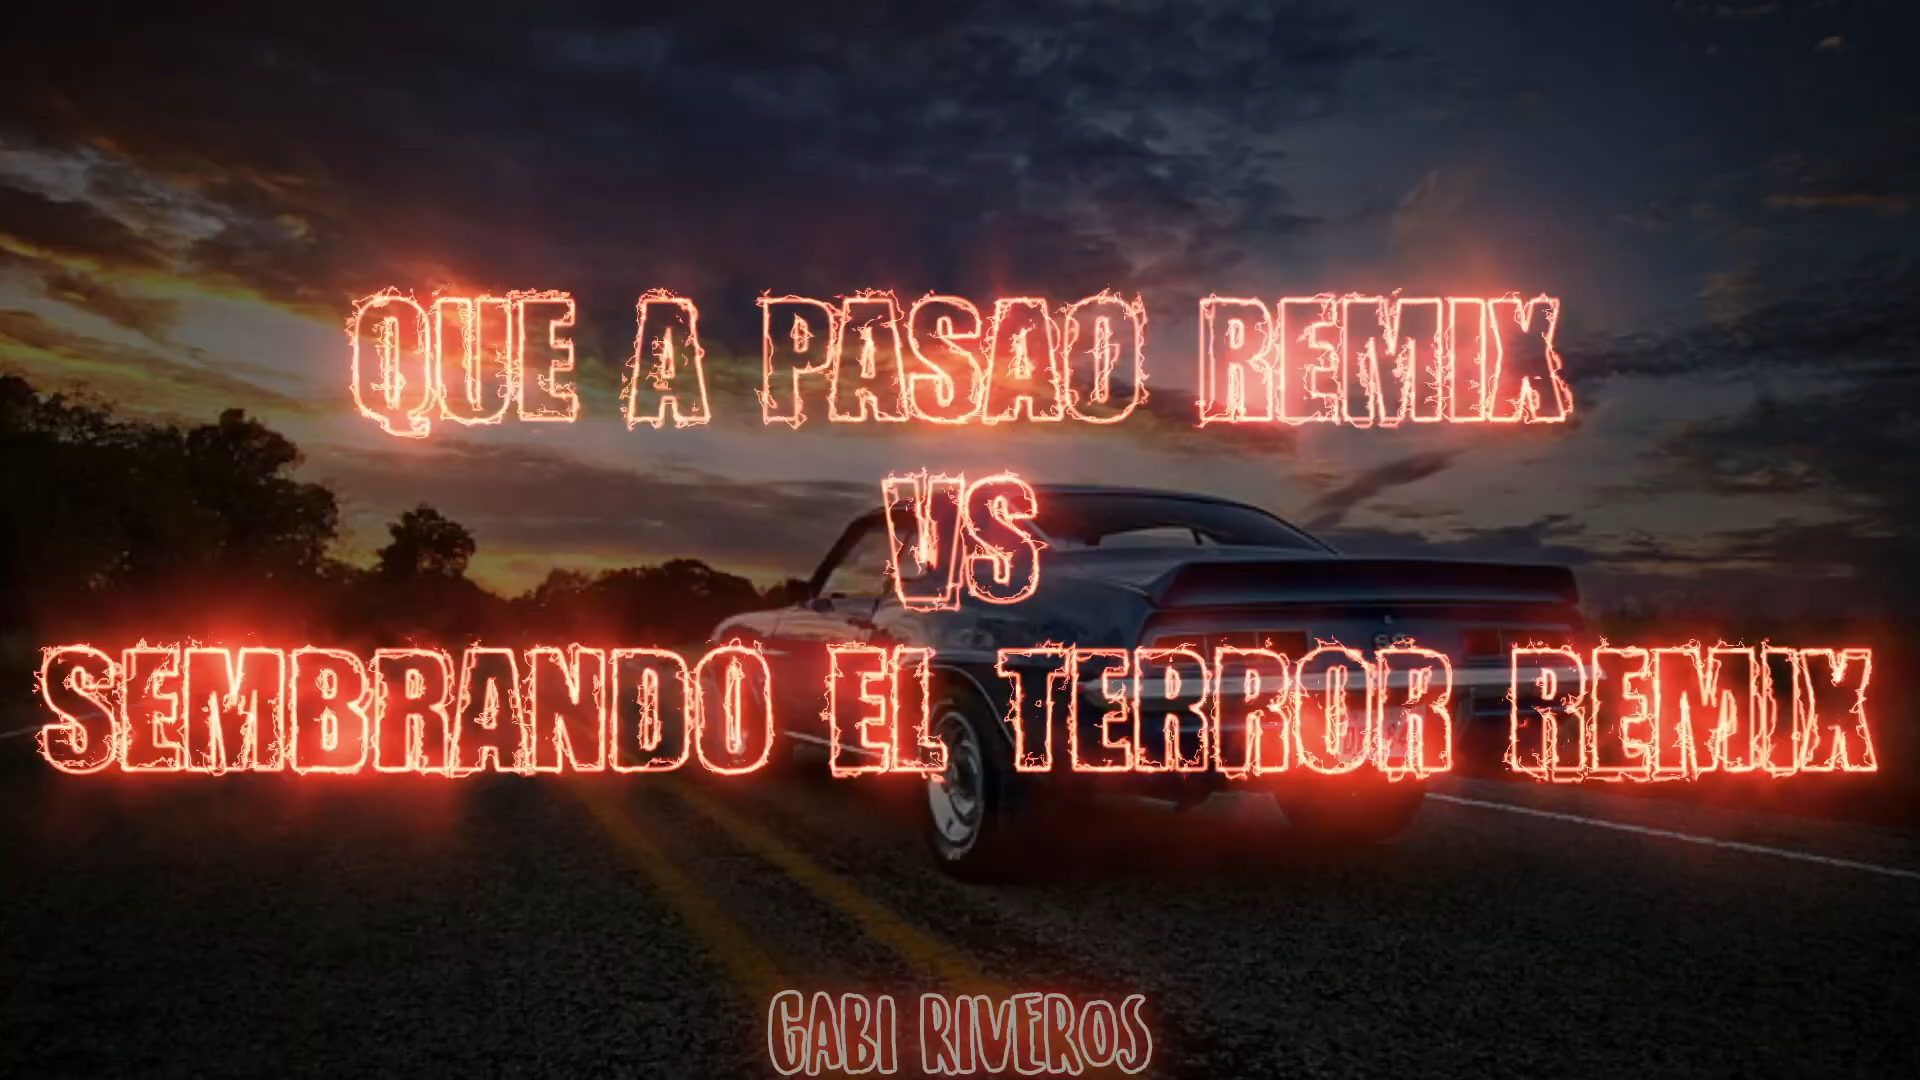 QUE A PASAO REMIX
VS
SEMBRANDO EL TERROR REMIX
GABI RIVEROS